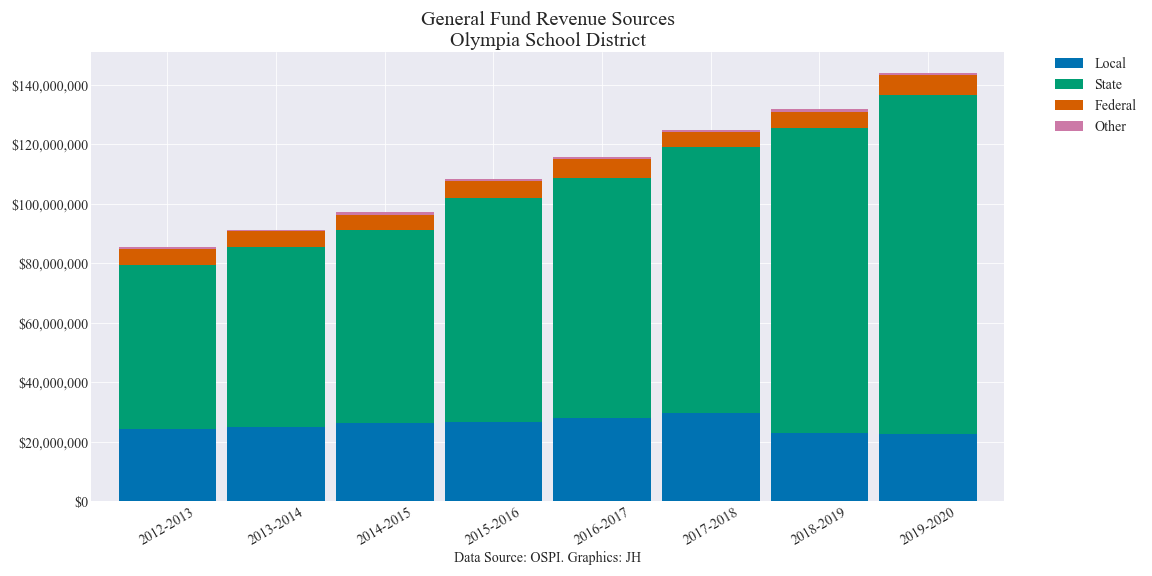 General Fund Revenue Sources
Olympia School District
Local
State
Federal
Other
$140,000,000
$120,000,000
$100,000,000
$80,000,000
$60,000,000
$40,000,000
$20,000,000
$0
2012-2013
2013-2014
2014-2015
2015-2016
2016-2017
2017-2018
2018-2019
2019-2020
Data Source: OSPI. Graphics: JH